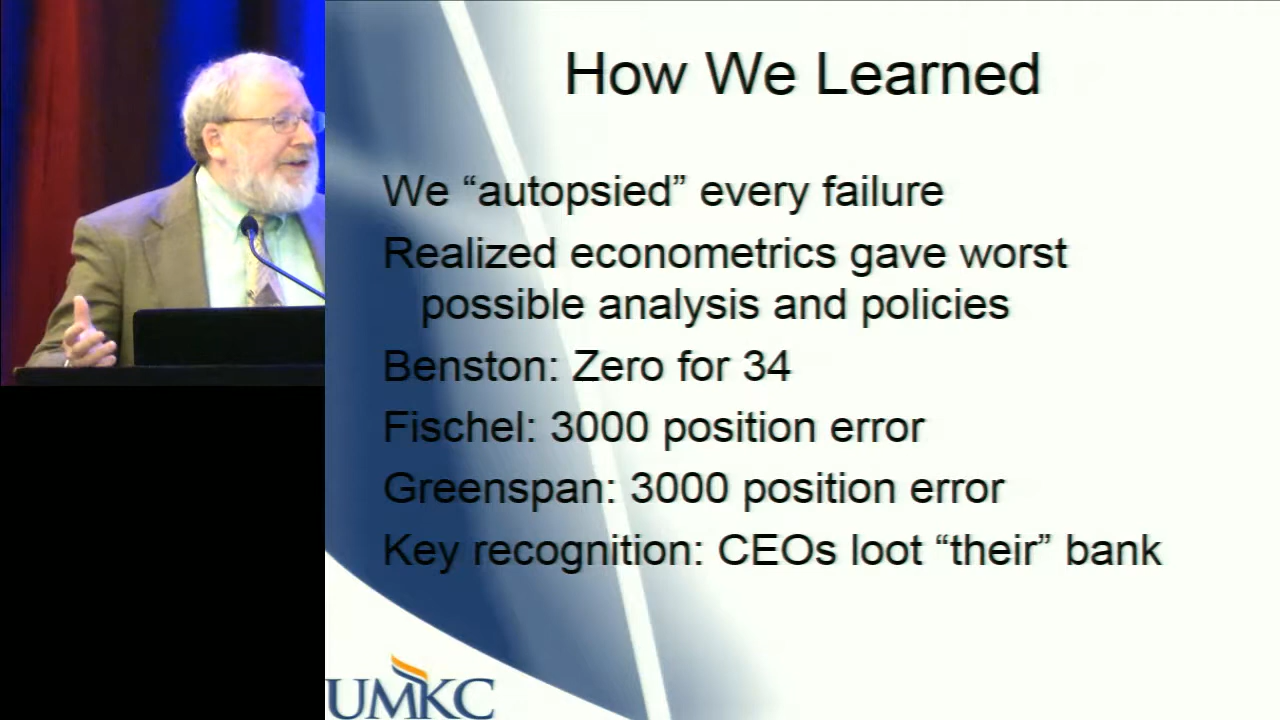 How We Learned
We “autopsied” every failure
Realized econometrics gave worst
possible analysis and policies
Benston: Zero for 34
Fischel: 3000 position error
Greenspan: 3000 position error
Key recognition: CEOs loot “their” bank
UMKC